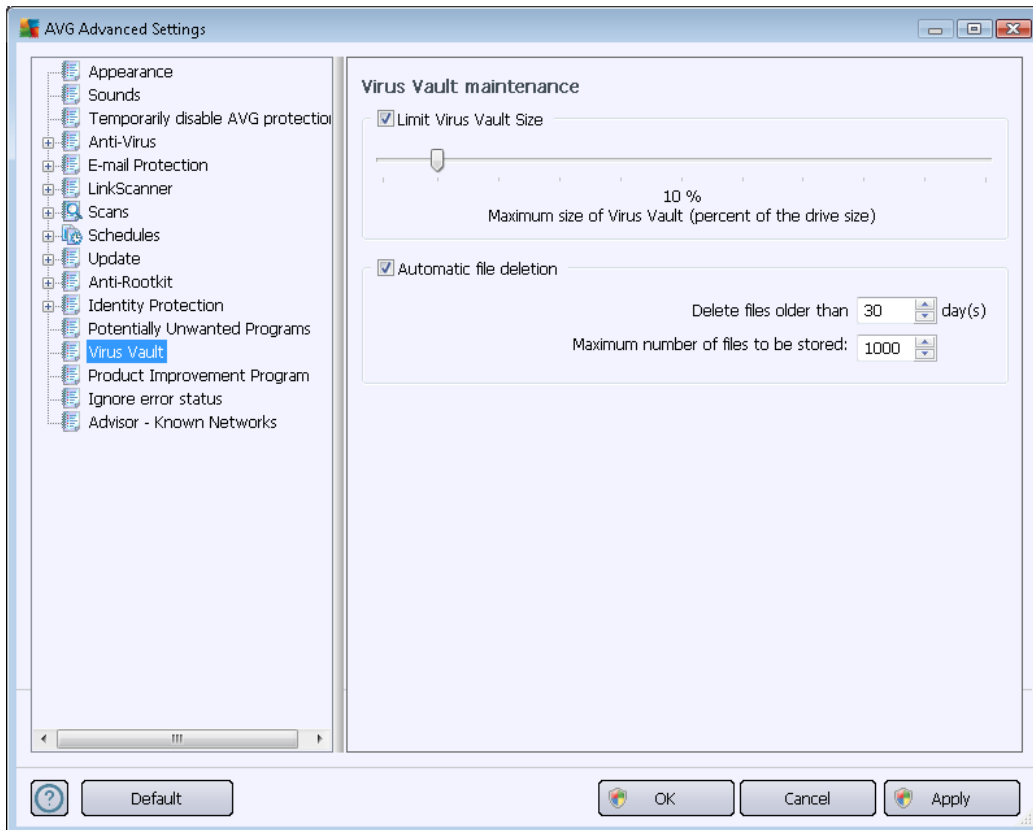 AVG Advanced Settings
Appearance
Sounds
Temporarily disable AVG protection
Anti-Virus
E-mail Protection
LinkScanner
Scans
Schedules
Update
Anti-Rootkit
Identity Protection
Potentially Unwanted Programs
Virus Vault
Product Improvement Program
Ignore error status
Advisor - Known Networks
Virus Vault maintenance
Limit Virus Vault Size
10 %
Maximum size of Virus Vault (percent of the drive size)
Automatic file deletion
Delete files older than 30 day(s)
Maximum number of files to be stored: 1000
? Default OK Cancel Apply